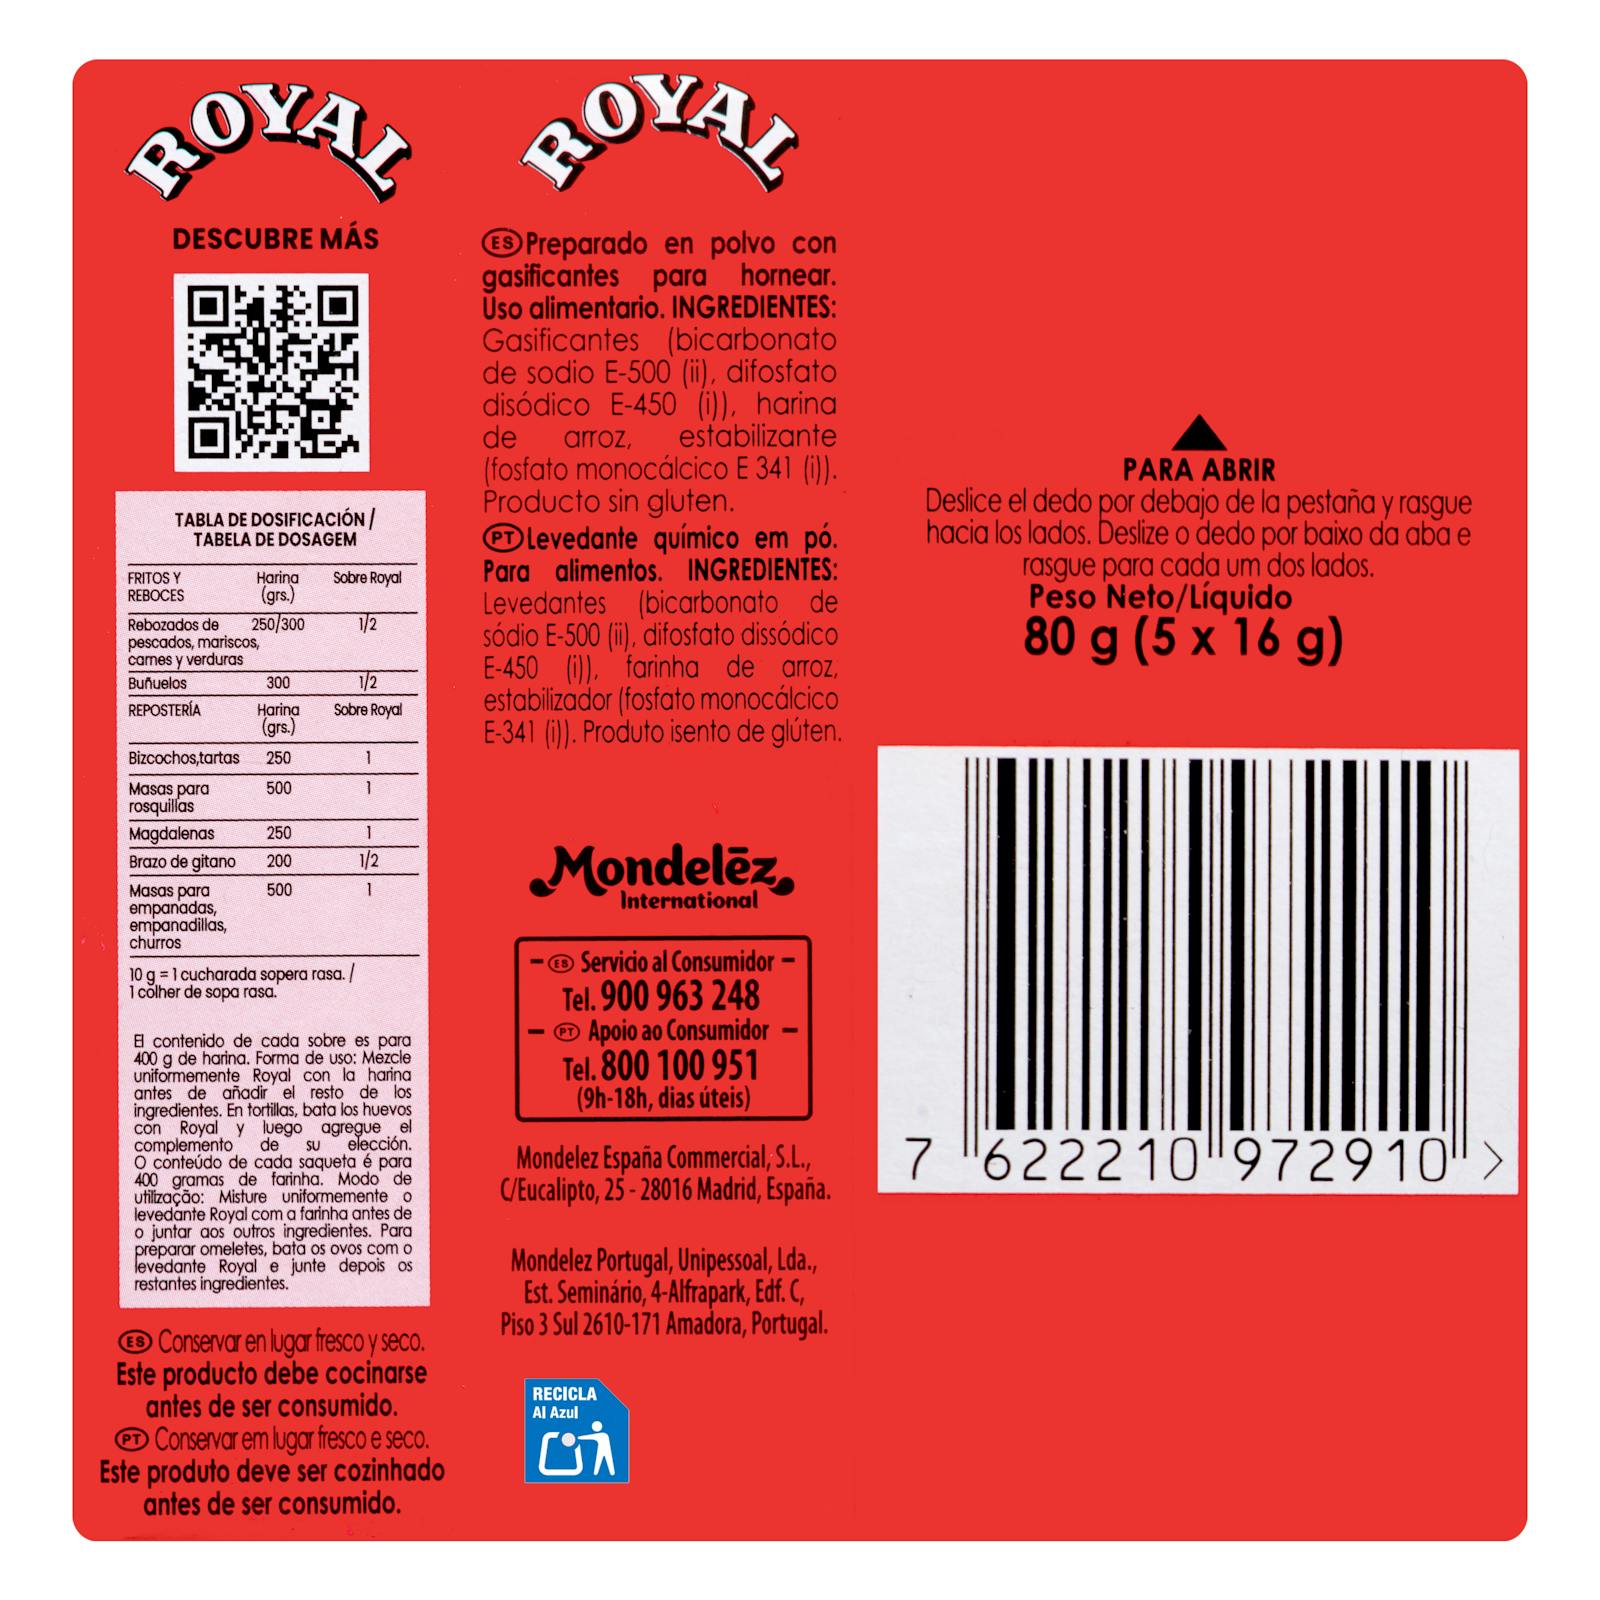 ROYAL
DESCUBRE MÁS
TABLA DE DOSIFICACIÓN /
TABELA DE DOSAGEM
FRITOS Y REBOCES Harina (grs.) Sobre Royal
Rebozados de 250/300 1/2
pescados, mariscos,
carnes y verduras
Buñuelos 300 1/2
REPOSTERÍA Harina (grs.) Sobre Royal
Bizcochos,tartas 250 1
Masas para 500 1
rosquillas
Magdalenas 250 1
Brazo de gitano 200 1/2
Masas para 500 1
empanadas,
empanadillas,
churros
10 g = 1 cucharada sopera rasa. /
1 colher de sopa rasa.
El contenido de cada sobre es para
400 g de harina. Forma de uso: Mezcle
uniformemente Royal con la harina
antes de añadir el resto de los
ingredientes. En tortillas, bata los huevos
con Royal y luego agregue el
complemento de su elección.
O conteúdo de cada saqueta é para
400 gramas de farinha. Modo de
utilização: Misture uniformemente o
levedante Royal com a farinha antes de
o juntar aos outros ingredientes. Para
preparar omeletes, bata os ovos com o
levedante Royal e junte depois os
restantes ingredientes.
ES Conservar en lugar fresco y seco.
Este producto debe cocinarse
antes de ser consumido.
PT Conservar em lugar fresco e seco.
Este produto deve ser cozinhado
antes de ser consumido.
ROYAL
ES Preparado en polvo con
gasificantes para hornear.
Uso alimentario. INGREDIENTES:
Gasificantes (bicarbonato
de sodio E-500 (ii), difosfato
disódico E-450 (i)), harina
de arroz, estabilizante
(fosfato monocálcico E 341 (i)).
Producto sin gluten.
PT Levedante químico em pó.
Para alimentos. INGREDIENTES:
Levedantes (bicarbonato de
sódio E-500 (ii), difosfato dissódico
E-450 (i)), farinha de arroz,
estabilizador (fosfato monocálcico
E-341 (i)). Produto isento de glúten.
Mondelēz
International
ES Servicio al Consumidor
Tel. 900 963 248
PT Apoio ao Consumidor
Tel. 800 100 951
(9h-18h, dias úteis)
Mondelez España Commercial, S.L.,
C/Eucalipto, 25 - 28016 Madrid, España.
Mondelez Portugal, Unipessoal, Lda.,
Est. Seminário, 4-Alfrapark, Edf. C,
Piso 3 Sul 2610-171 Amadora, Portugal.
RECICLA
Al Azul
PARA ABRIR
Deslice el dedo por debajo de la pestaña y rasgue
hacia los lados. Deslize o dedo por baixo da aba e
rasgue para cada um dos lados.
Peso Neto/Líquido
80 g (5 x 16 g)
7 622210 972910 >